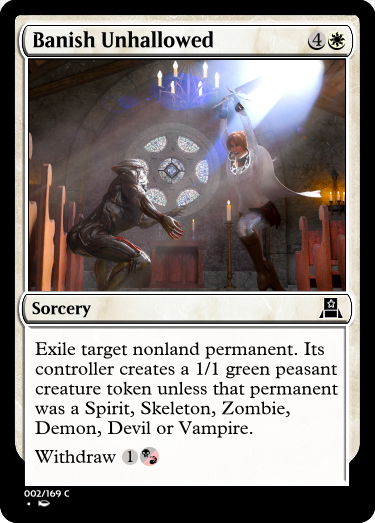 Banish Unhallowed 4
Sorcery
Exile target nonland permanent. Its
controller creates a 1/1 green peasant
creature token unless that permanent
was a Spirit, Skeleton, Zombie,
Demon, Devil or Vampire.
Withdraw 1
002/169 C